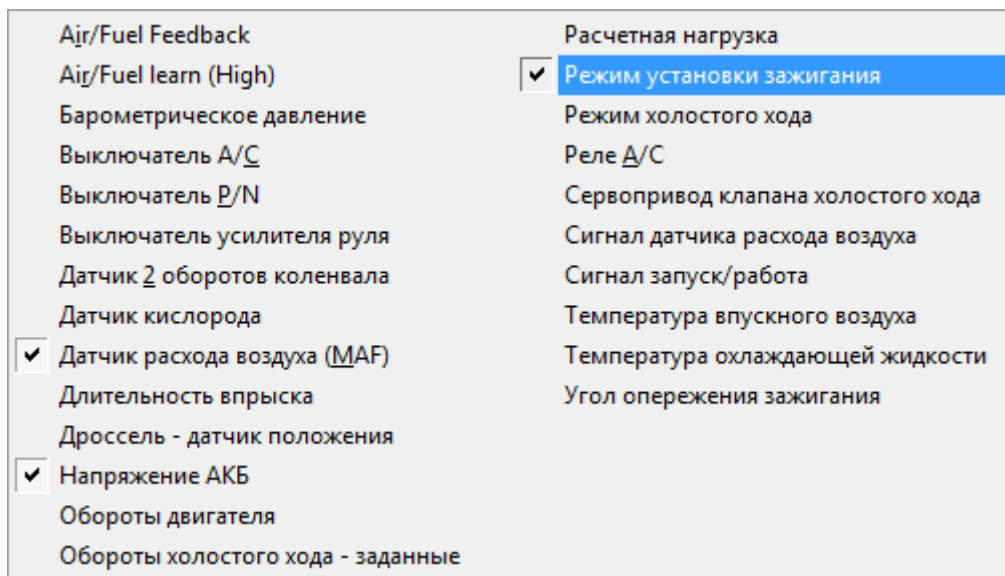 Air/Fuel Feedback
Air/Fuel learn (High)
Барометрическое давление
Выключатель A/C
Выключатель P/N
Выключатель усилителя руля
Датчик 2 оборотов коленвала
Датчик кислорода
Датчик расхода воздуха (MAF)
Длительность впрыска
Дроссель - датчик положения
Напряжение АКБ
Обороты двигателя
Обороты холостого хода - заданные
Расчетная нагрузка
Режим установки зажигания
Режим холостого хода
Реле A/C
Сервопривод клапана холостого хода
Сигнал датчика расхода воздуха
Сигнал запуск/работа
Температура впускного воздуха
Температура охлаждающей жидкости
Угол опережения зажигания